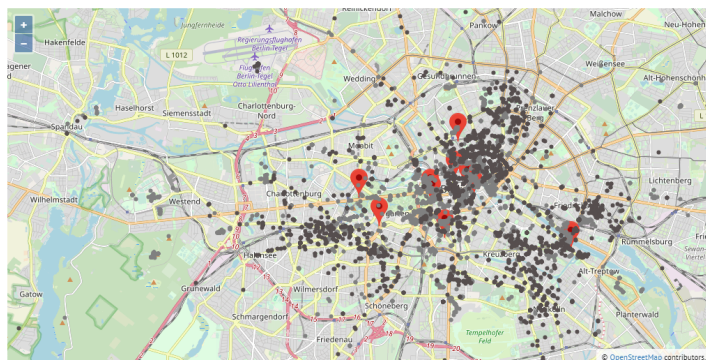 Reinickendorf
Jungfernheide
Pankow
Malchow
+
−
Hakenfelde
L 1012
Regierungsflughafen
Berlin-Tegel
Neu-Hohen
Weißensee
Flughafen
Berlin-Tegel
Otto Lilienthal
Wedding
Gesundbrunnen
Alt-Hohenschönh
Haselhorst
Siemensstadt
Charlottenburg-
Nord
Prenzlauer
Berg
Spandau
Moabit
Lichtenberg
Wilhelmstadt
Westend
Charlottenburg
Rummelsburg
Halensee
Kreuzberg
Alt-Treptow
Gatow
Grunewald
Wilmersdorf
Schöneberg
Plänterwald
Schmargendorf
Friedenau
Tempelhofer
Feld
© OpenStreetMap contributors.